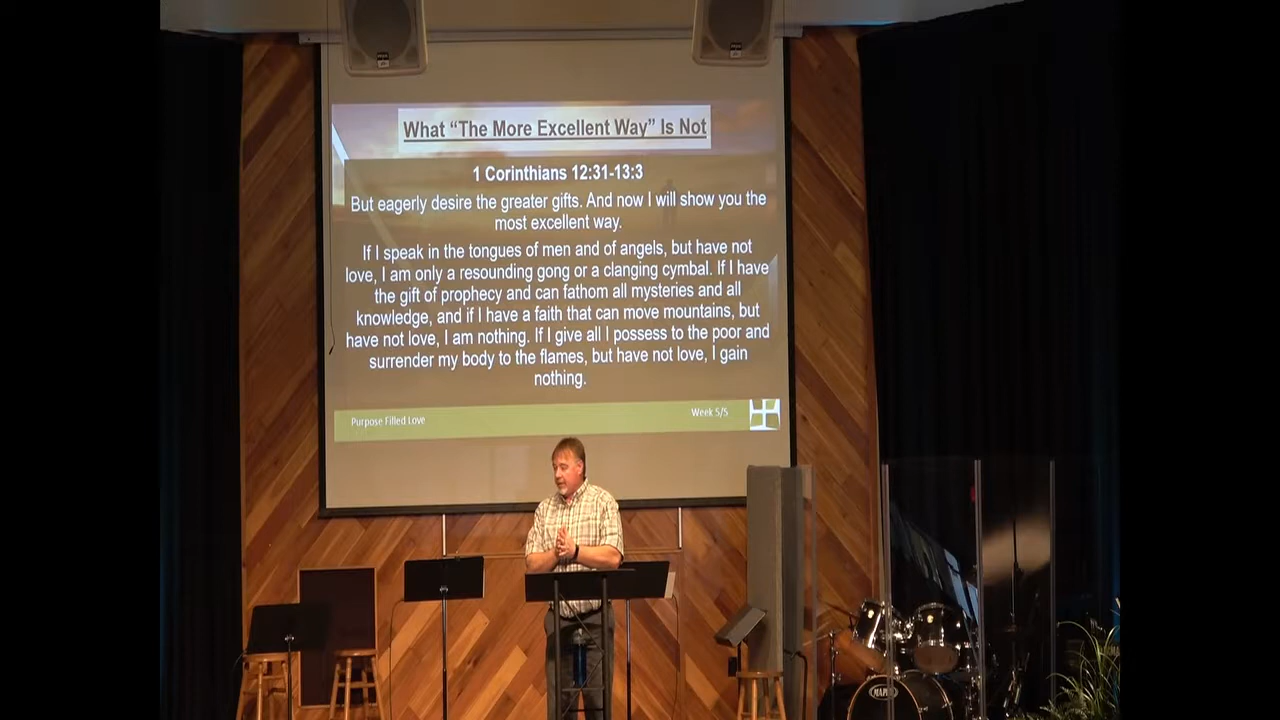 What “The More Excellent Way” Is Not
1 Corinthians 12:31-13:3
But eagerly desire the greater gifts. And now I will show you the
most excellent way.
If I speak in the tongues of men and of angels, but have not
love, I am only a resounding gong or a clanging cymbal. If I have
the gift of prophecy and can fathom all mysteries and all
knowledge, and if I have a faith that can move mountains, but
have not love, I am nothing. If I give all I possess to the poor and
surrender my body to the flames, but have not love, I gain
nothing.
Purpose Filled Love
Week 5/5
MAPEX